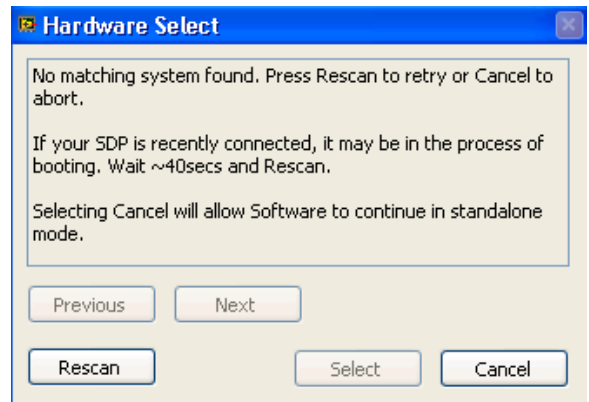 Hardware Select
No matching system found. Press Rescan to retry or Cancel to
abort.
If your SDP is recently connected, it may be in the process of
booting. Wait ~40secs and Rescan.
Selecting Cancel will allow Software to continue in standalone
mode.
Previous Next
Rescan Select Cancel